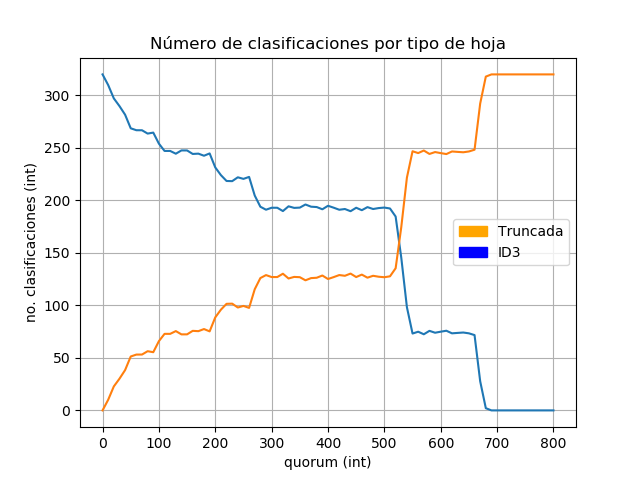 Número de clasificaciones por tipo de hoja
no. clasificaciones (int)
300
250
200
150
100
50
0
Truncada
ID3
0 100 200 300 400 500 600 700 800
quorum (int)